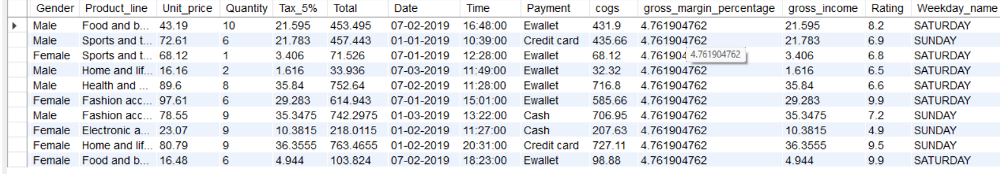 Gender Product_line Unit_price Quantity Tax_5% Total Date Time Payment cogs gross_margin_percentage gross_income Rating Weekday_name
Male Food and b... 43.19 10 21.595 453.495 07-02-2019 16:48:00 Ewallet 431.9 4.761904762 21.595 8.2 SATURDAY
Male Sports and t... 72.61 6 21.783 457.443 01-01-2019 10:39:00 Credit card 435.66 4.761904762 21.783 6.9 SUNDAY
Female Sports and t... 68.12 1 3.406 71.526 07-01-2019 12:28:00 Ewallet 68.12 4.76190 4.761904762 3.406 6.8 SATURDAY
Male Home and lif... 16.16 2 1.616 33.936 07-03-2019 11:49:00 Ewallet 32.32 4.761904762 1.616 6.5 SATURDAY
Male Health and ... 89.6 8 35.84 752.64 07-02-2019 11:28:00 Ewallet 716.8 4.761904762 35.84 6.6 SATURDAY
Female Fashion acc... 97.61 6 29.283 614.943 07-01-2019 15:01:00 Ewallet 585.66 4.761904762 29.283 9.9 SATURDAY
Male Fashion acc... 78.55 9 35.3475 742.2975 01-03-2019 13:22:00 Cash 706.95 4.761904762 35.3475 7.2 SUNDAY
Female Electronic a... 23.07 9 10.3815 218.0115 01-02-2019 11:27:00 Cash 207.63 4.761904762 10.3815 4.9 SUNDAY
Female Home and lif... 80.79 9 36.3555 763.4655 01-02-2019 20:31:00 Credit card 727.11 4.761904762 36.3555 9.5 SUNDAY
Female Food and b... 16.48 6 4.944 103.824 07-02-2019 18:23:00 Ewallet 98.88 4.761904762 4.944 9.9 SATURDAY